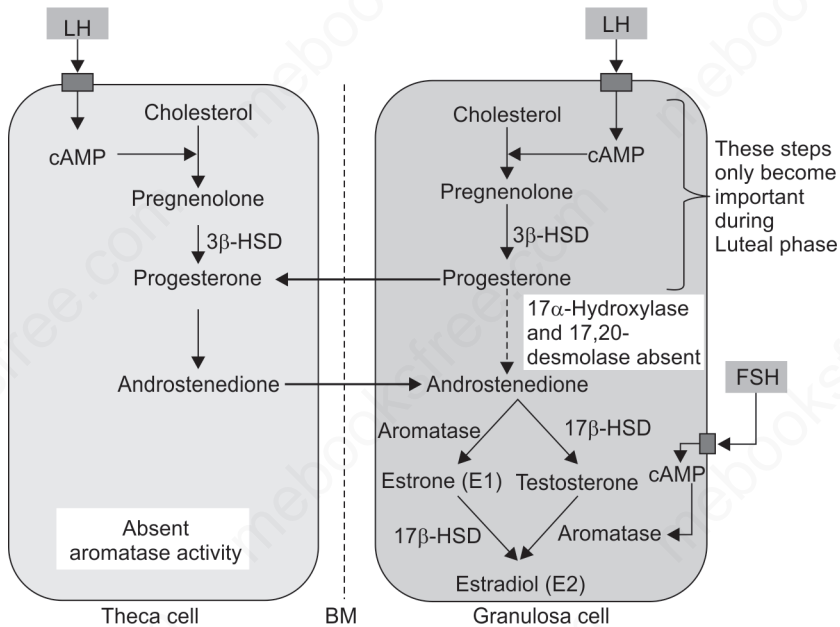 LH
Cholesterol
cAMP
Pregnenolone
3β-HSD
Progesterone
Androstenedione
Absent
aromatase activity
Theca cell
BM
LH
Cholesterol
cAMP
Pregnenolone
3β-HSD
Progesterone
These steps
only become
important
during
Luteal phase
17α-Hydroxylase
and 17,20-
desmolase absent
Androstenedione
FSH
Aromatase
17β-HSD
cAMP
Estrone (E1)
Testosterone
17β-HSD
Aromatase
Estradiol (E2)
Granulosa cell
mebooksfree.com